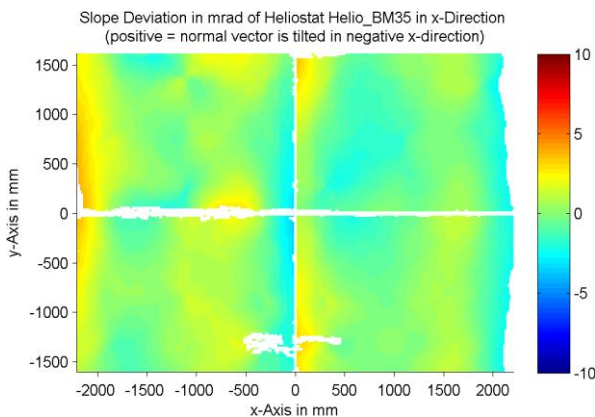 Slope Deviation in mrad of Heliostat Helio_BM35 in x-Direction
(positive = normal vector is tilted in negative x-direction)
1500
1000
500
0
-500
-1000
-1500
y-Axis in mm
-2000 -1500 -1000 -500 0 500 1000 1500 2000
x-Axis in mm
10
5
0
-5
-10